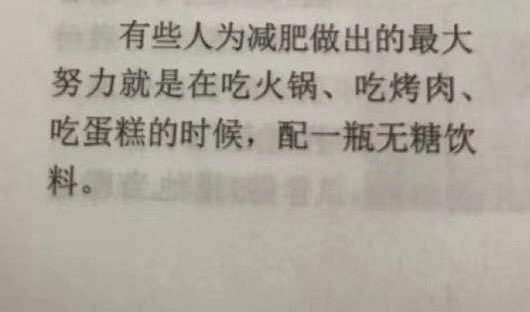 有些人为减肥做出的最大
努力就是在吃火锅、吃烤肉、
吃蛋糕的时候，配一瓶无糖饮
料。